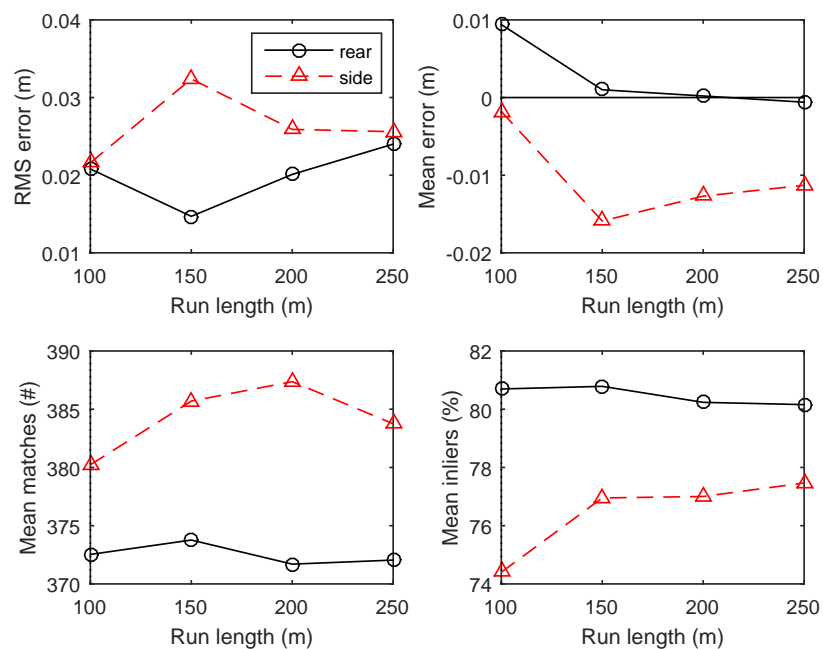 0.04
0.03
0.02
0.01
RMS error (m)
rear
side
100 150 200 250
Run length (m)
0.01
0
-0.01
-0.02
Mean error (m)
100 150 200 250
Run length (m)
390
385
380
375
370
Mean matches (#)
100 150 200 250
Run length (m)
82
80
78
76
74
Mean inliers (%)
100 150 200 250
Run length (m)